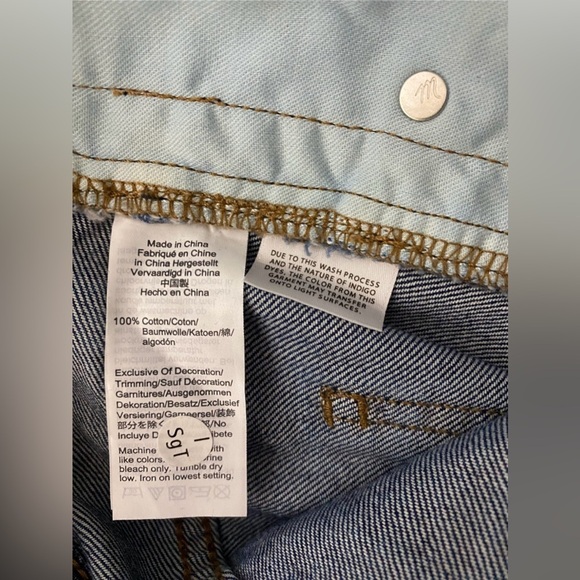 m
Made in China
Fabriqué en Chine
in China Hergestellt
Vervaardigd in China
中国製
Hecho en China
100% Cotton/Coton/
Baumwolle/Katoen/綿/
algodón
Exclusive Of Decoration/
Trimming/Sauf Décoration/
Garnitures/Ausgenommen
Dekoration/Besatz/Exclusief
Versiering/Garneersel/装飾
部分を除く/No
Incluye
Machine with
like colors.
bleach only. Tumble dry
low. Iron on lowest setting.
I
SgT
DUE TO THIS WASH PROCESS
AND THE NATURE OF INDIGO
DYES, THE COLOR FROM THIS
GARMENT MAY TRANSFER
ONTO LIGHT SURFACES.